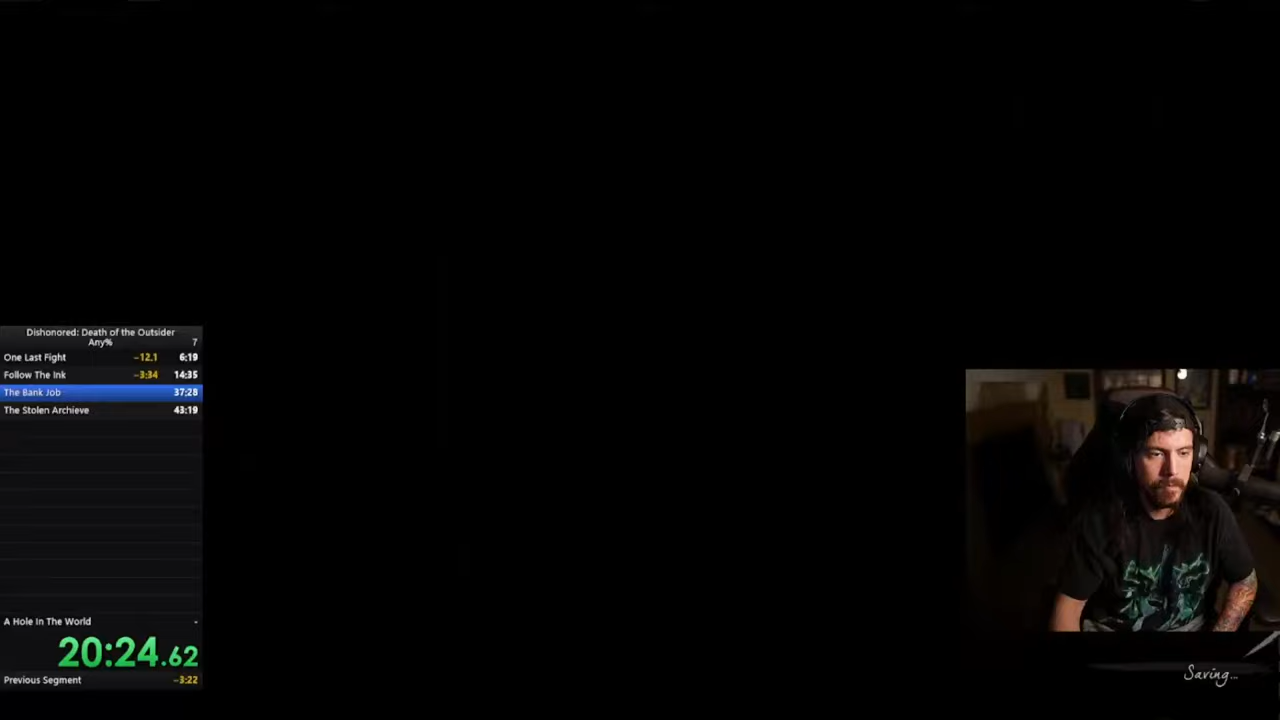 Dishonored: Death of the Outsider
Any% 7
One Last Fight -12.1 6:19
Follow The Ink -3:34 14:35
The Bank Job 37:28
The Stolen Archieve 43:19
A Hole In The World -
20:24.62
Previous Segment -3:22
Saving...